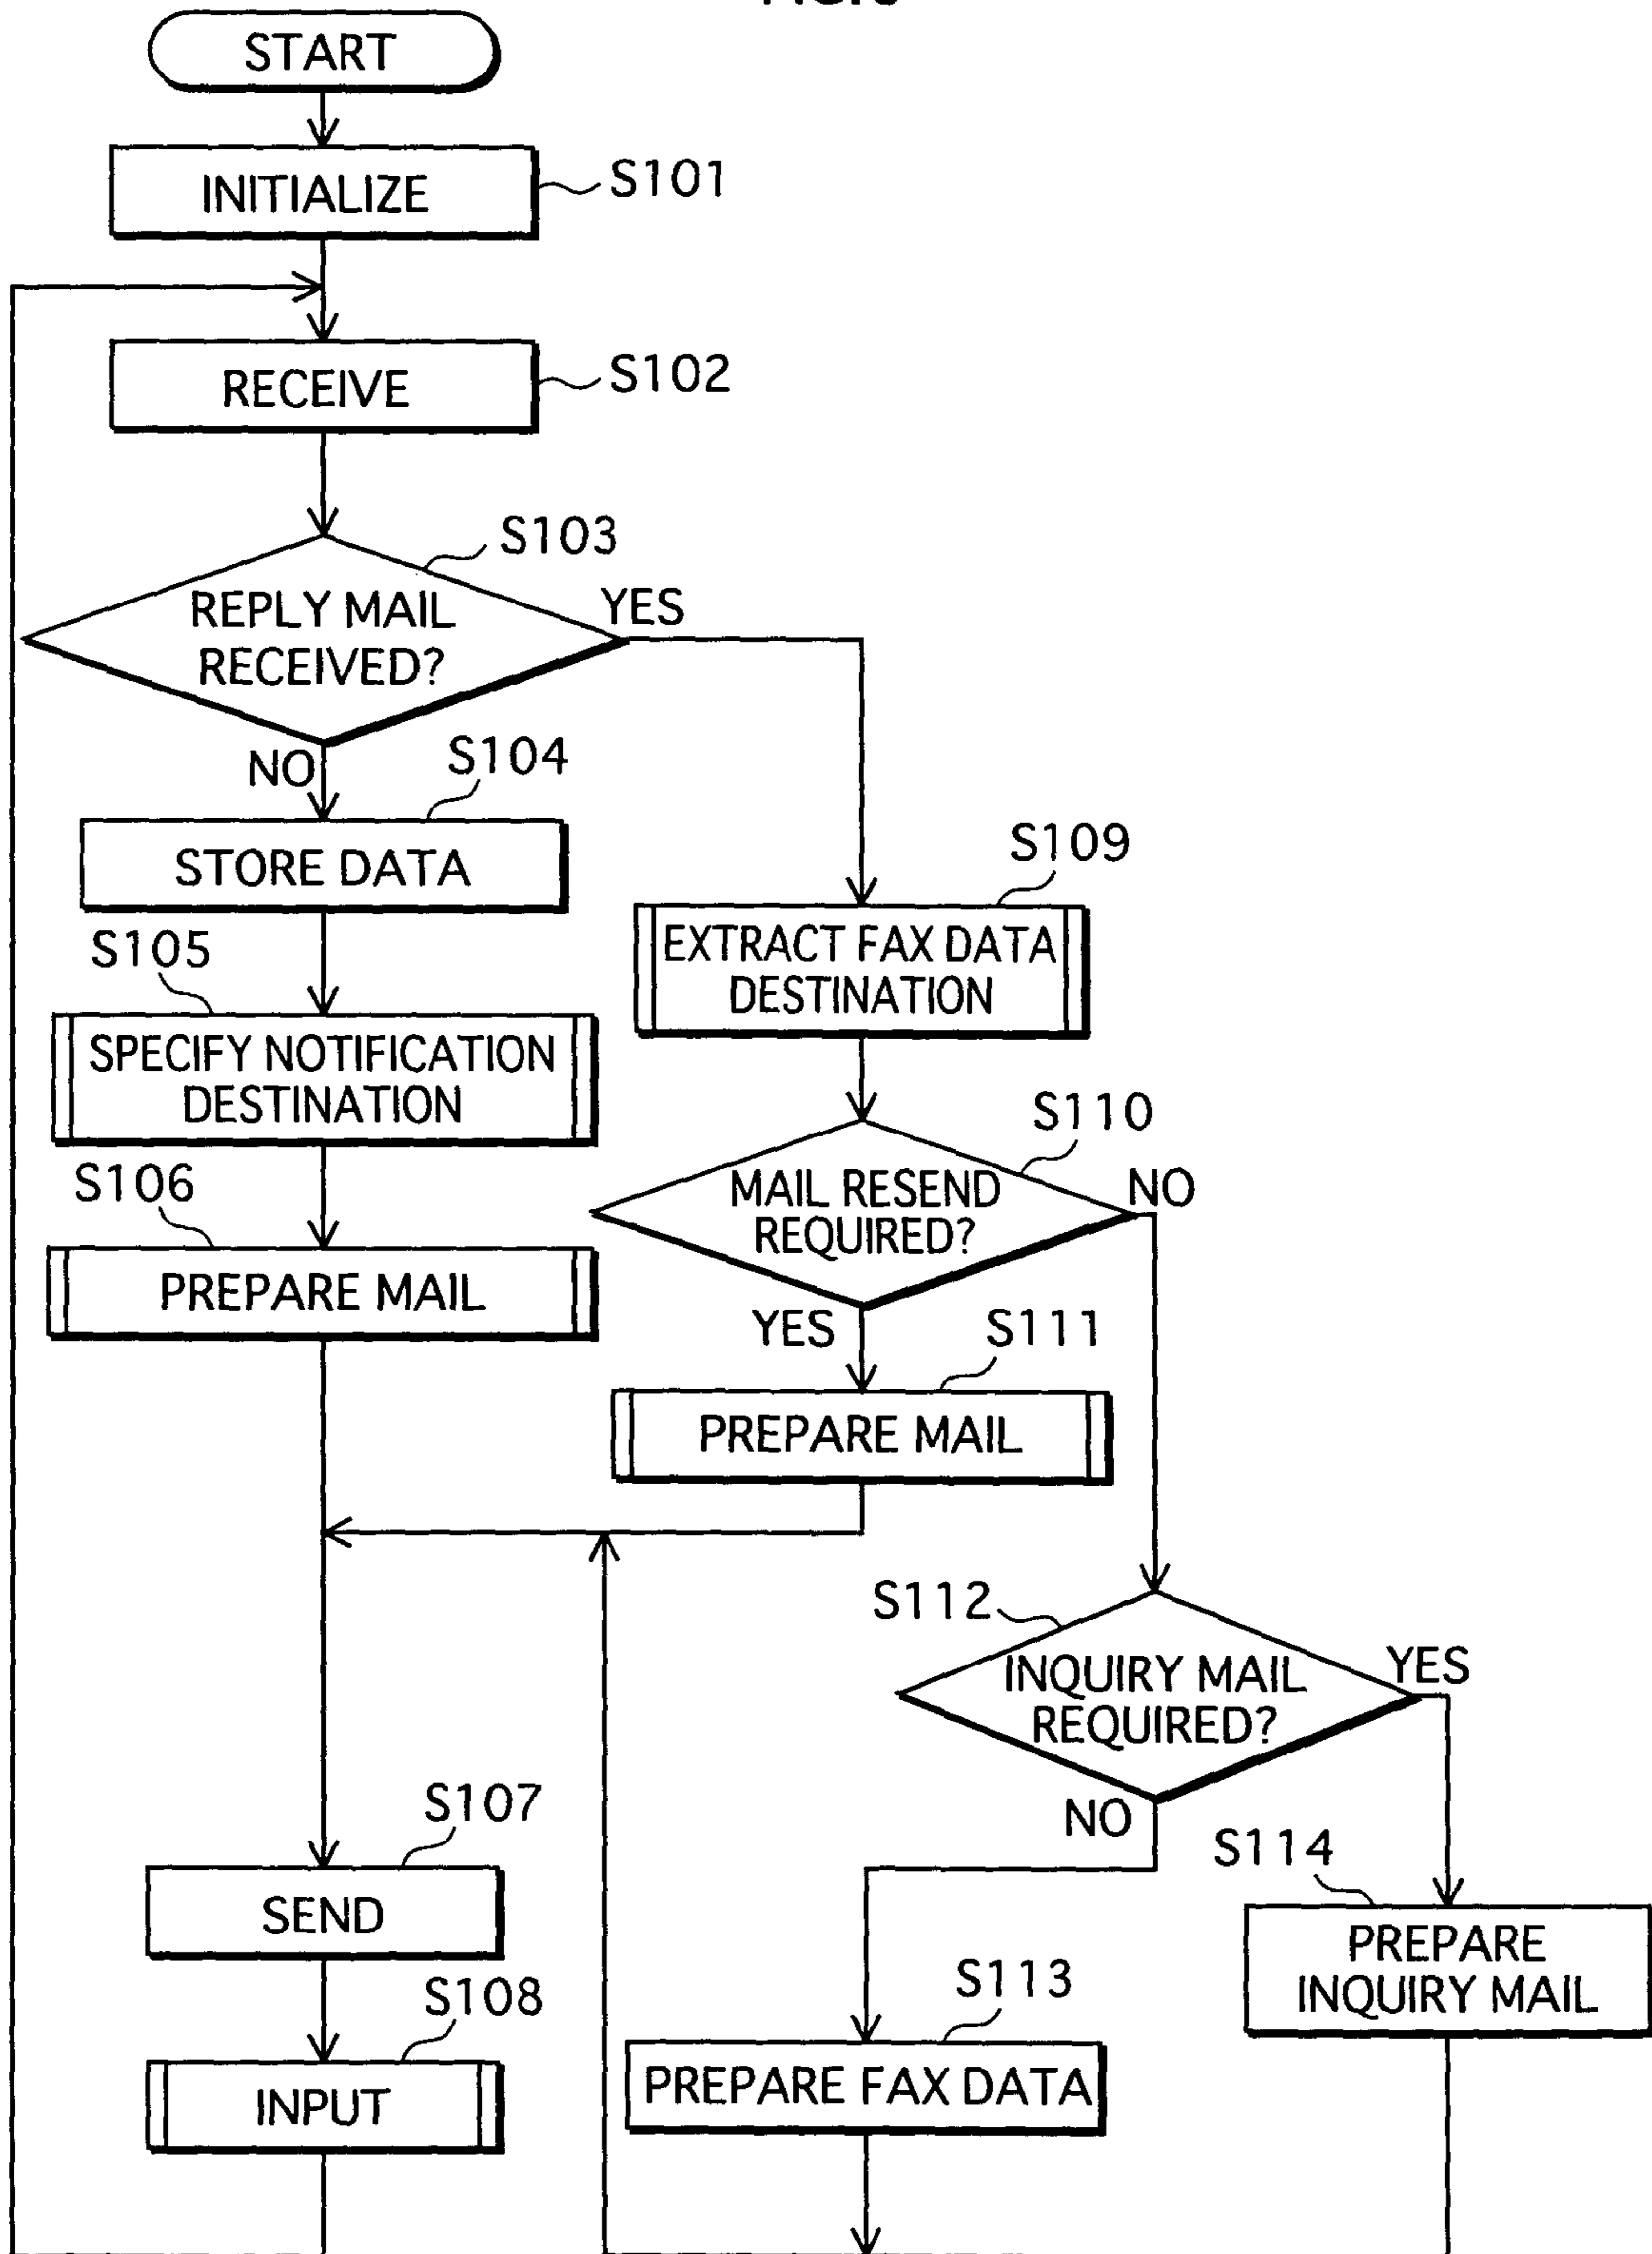 START
INITIALIZE
S101
RECEIVE
S102
S103
REPLY MAIL
RECEIVED?
YES
NO
S104
STORE DATA
S105
SPECIFY NOTIFICATION
DESTINATION
S106
PREPARE MAIL
S109
EXTRACT FAX DATA
DESTINATION
S110
MAIL RESEND
REQUIRED?
NO
YES
S111
PREPARE MAIL
S112
INQUIRY MAIL
REQUIRED?
YES
NO
S107
SEND
S108
INPUT
S113
PREPARE FAX DATA
S114
PREPARE
INQUIRY MAIL